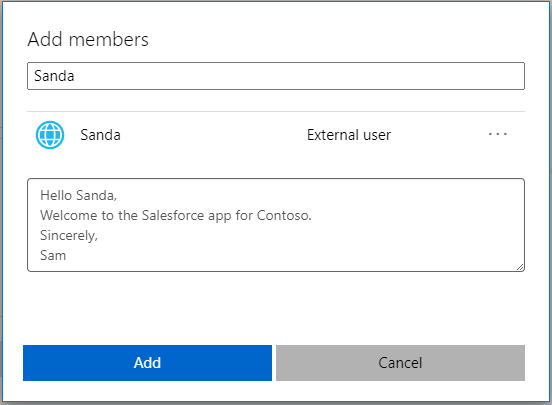 Add members
Sanda
Sanda External user ...
Hello Sanda,
Welcome to the Salesforce app for Contoso.
Sincerely,
Sam
Add Cancel